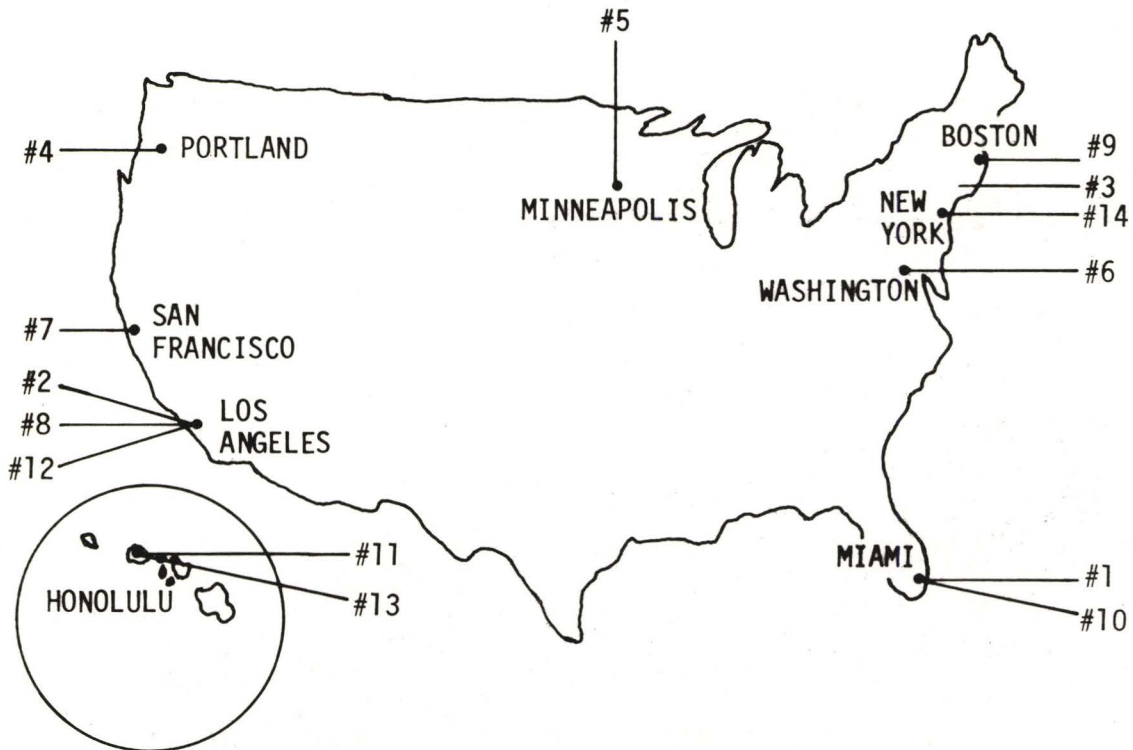 #5
BOSTON
#4
PORTLAND
#9
#3
MINNEAPOLIS
NEW
YORK
#14
#6
WASHINGTON
#7
SAN
FRANCISCO
#2
#8
#12
LOS
ANGELES
#11
MIAMI
#1
HONOLULU
#13
#10